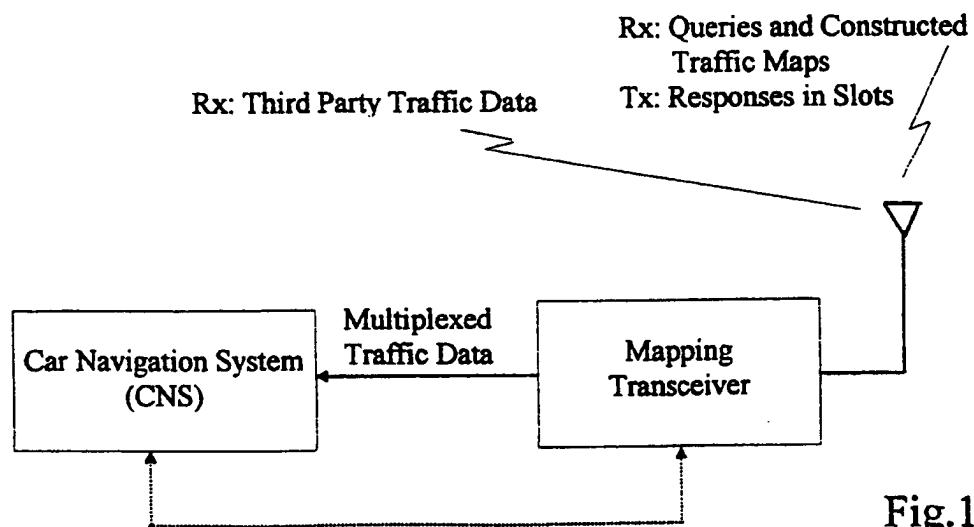 Rx: Queries and Constructed
Traffic Maps
Tx: Responses in Slots
Rx: Third Party Traffic Data
Multiplexed
Traffic Data
Car Navigation System
(CNS)
Mapping
Transceiver
Fig.1